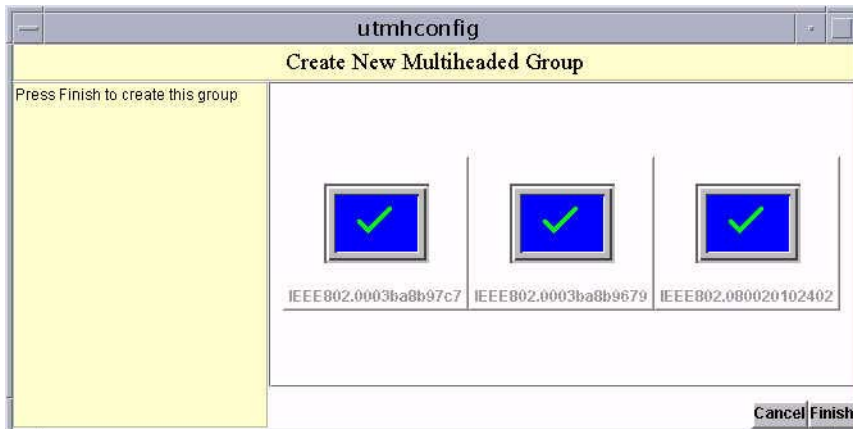 utmhconfig
Create New Multiheaded Group
Press Finish to create this group
IEEE802.0003ba8b97c7 IEEE802.0003ba8b9679 IEEE802.080020102402
Cancel Finish